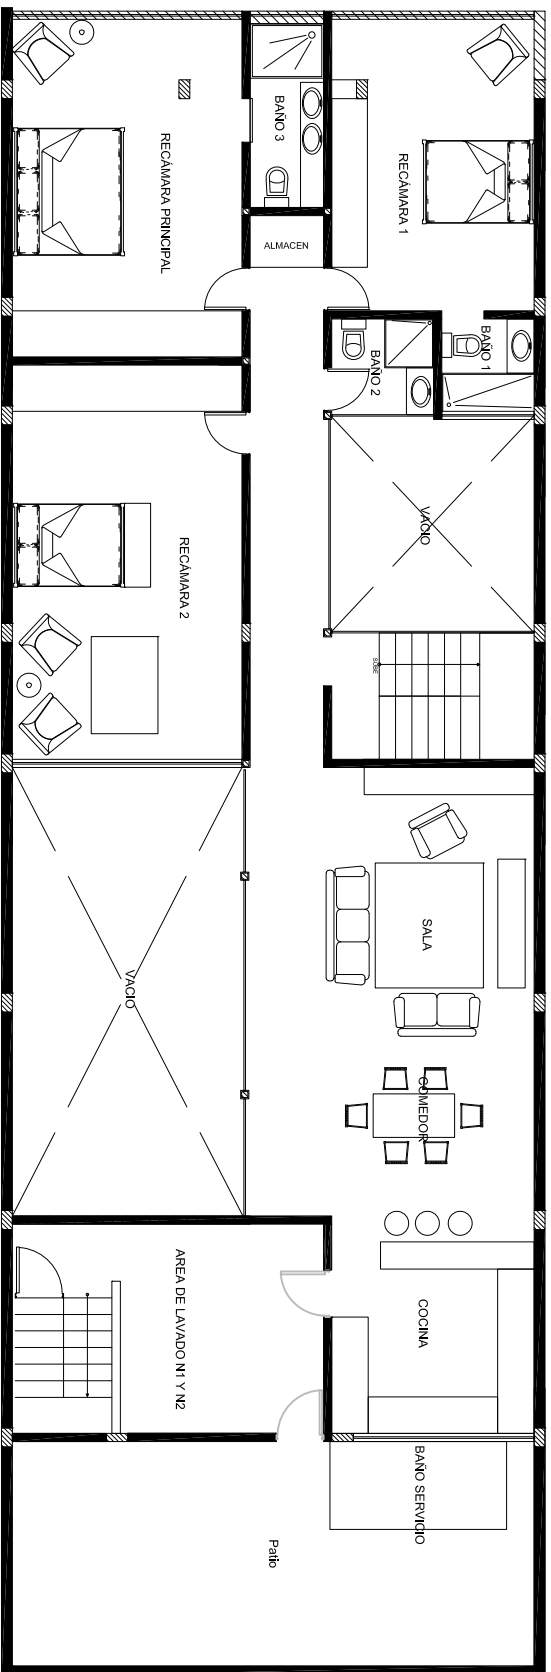 BAÑO 3
RECÁMARA PRINCIPAL
RECÁMARA 1
ALMACEN
BAÑO 1
BAÑO 2
VACIO
RECÁMARA 2
SUBE
SALA
VACIO
COMEDOR
AREA DE LAVADO N1 Y N2
COCINA
BAÑO SERVICIO
Patio